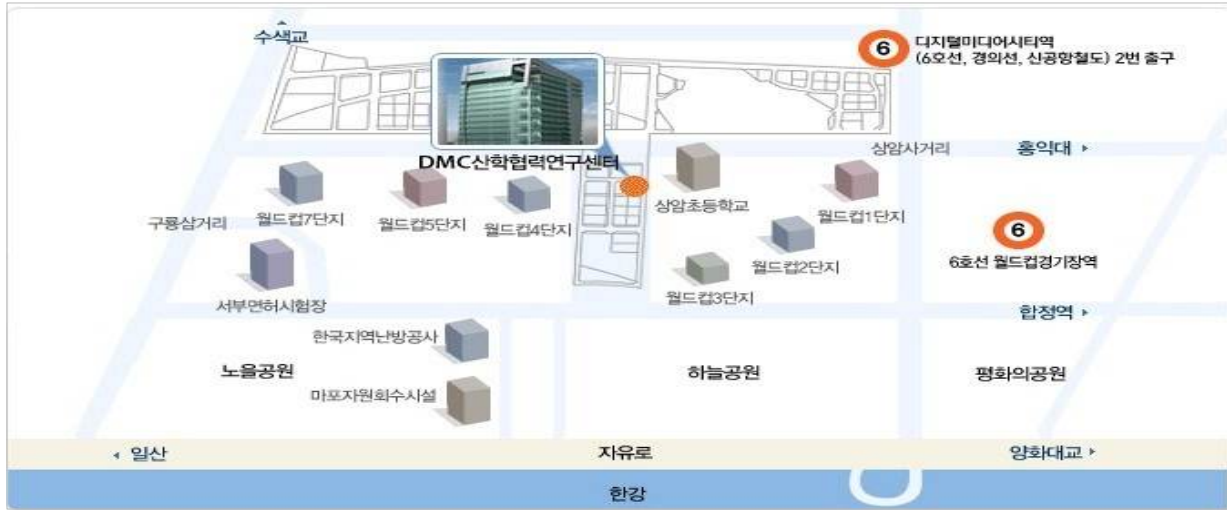 수색교
6
디지털미디어시티역
(6호선, 경의선, 신공항철도) 2번 출구
DMC산학협력연구센터
상암사거리
홍익대
구룡삼거리
월드컵7단지
월드컵5단지
월드컵4단지
상암초등학교
월드컵1단지
6
6호선 월드컵경기장역
월드컵2단지
월드컵3단지
서부면허시험장
합정역
한국지역난방공사
노을공원
하늘공원
평화의공원
마포자원회수시설
일산
자유로
양화대교
한강